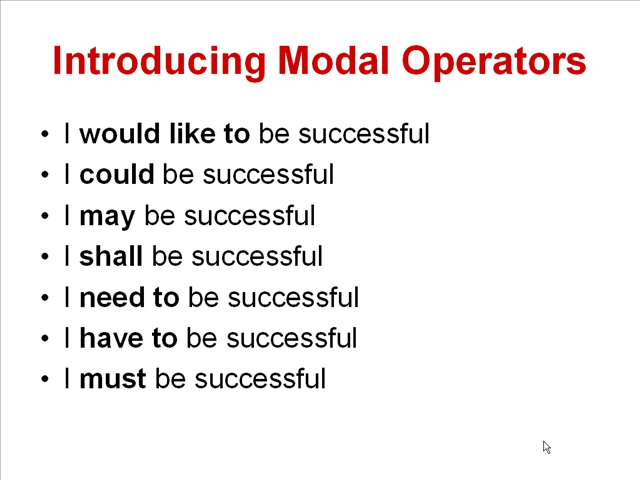 Introducing Modal Operators
• I would like to be successful
• I could be successful
• I may be successful
• I shall be successful
• I need to be successful
• I have to be successful
• I must be successful